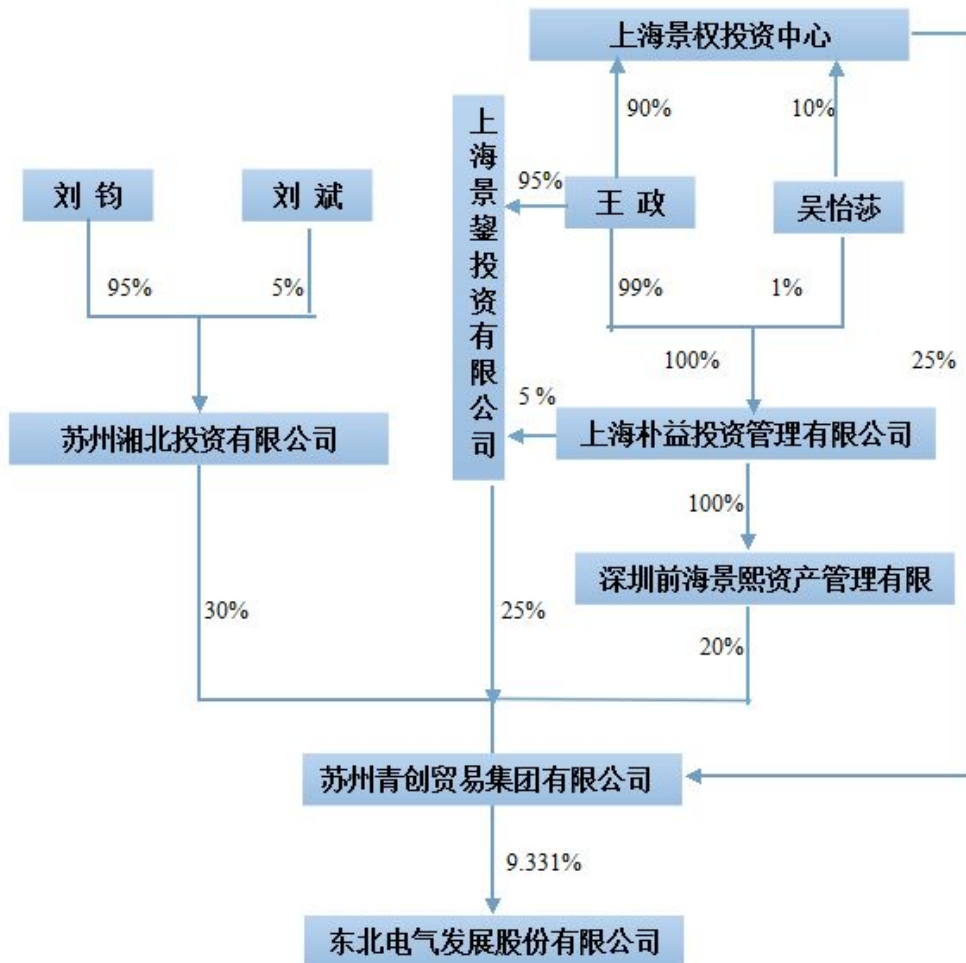 上海景权投资中心
90%
10%
上海景鋆投资有限公司
刘 钧
刘 斌
95%
王 政
吴怡莎
95%
5%
99%
1%
100%
25%
5 %
苏州湘北投资有限公司
上海朴益投资管理有限公司
100%
深圳前海景熙资产管理有限
30%
25%
20%
苏州青创贸易集团有限公司
9.331%
东北电气发展股份有限公司